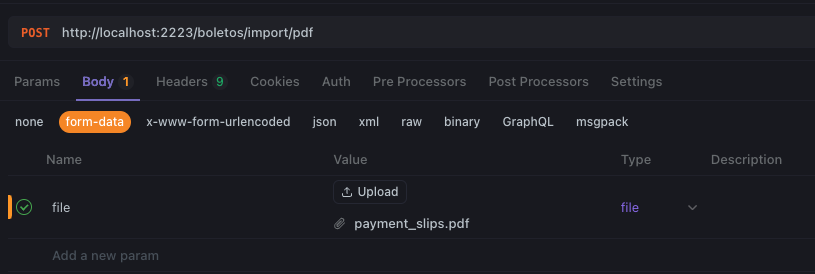 POST http://localhost:2223/boletos/import/pdf
Params Body 1 Headers 9 Cookies Auth Pre Processors Post Processors Settings
none form-data x-www-form-urlencoded json xml raw binary GraphQL msgpack
Name Value Type Description
Upload
file file
payment_slips.pdf
Add a new param